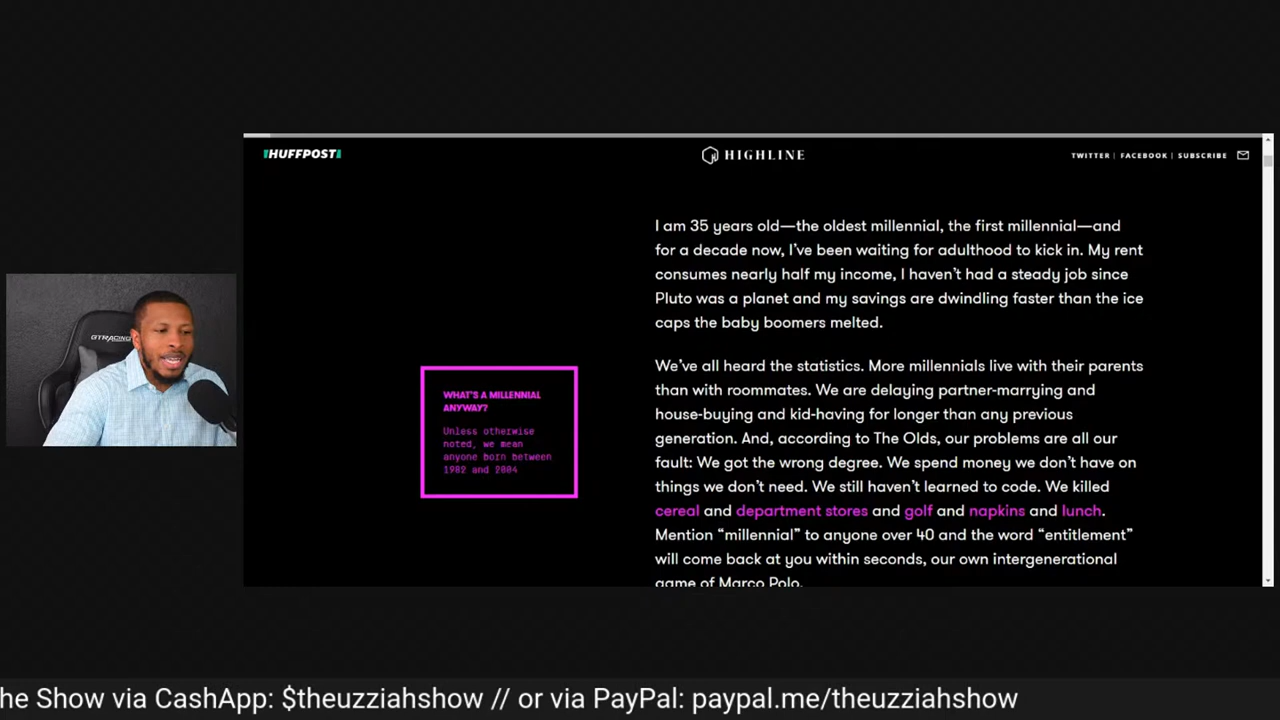 HUFFPOST
HIGHLINE
TWITTER | FACEBOOK | SUBSCRIBE
I am 35 years old—the oldest millennial, the first millennial—and
for a decade now, I’ve been waiting for adulthood to kick in. My rent
consumes nearly half my income, I haven’t had a steady job since
Pluto was a planet and my savings are dwindling faster than the ice
caps the baby boomers melted.
WHAT'S A MILLENNIAL
ANYWAY?
Unless otherwise
noted, we mean
anyone born between
1982 and 2004
We’ve all heard the statistics. More millennials live with their parents
than with roommates. We are delaying partner-marrying and
house-buying and kid-having for longer than any previous
generation. And, according to The Olds, our problems are all our
fault: We got the wrong degree. We spend money we don’t have on
things we don’t need. We still haven’t learned to code. We killed
cereal and department stores and golf and napkins and lunch.
Mention “millennial” to anyone over 40 and the word “entitlement”
will come back at you within seconds, our own intergenerational
game of Marco Polo.
GTRACING
he Show via CashApp: $theuzziahshow // or via PayPal: paypal.me/theuzziahshow